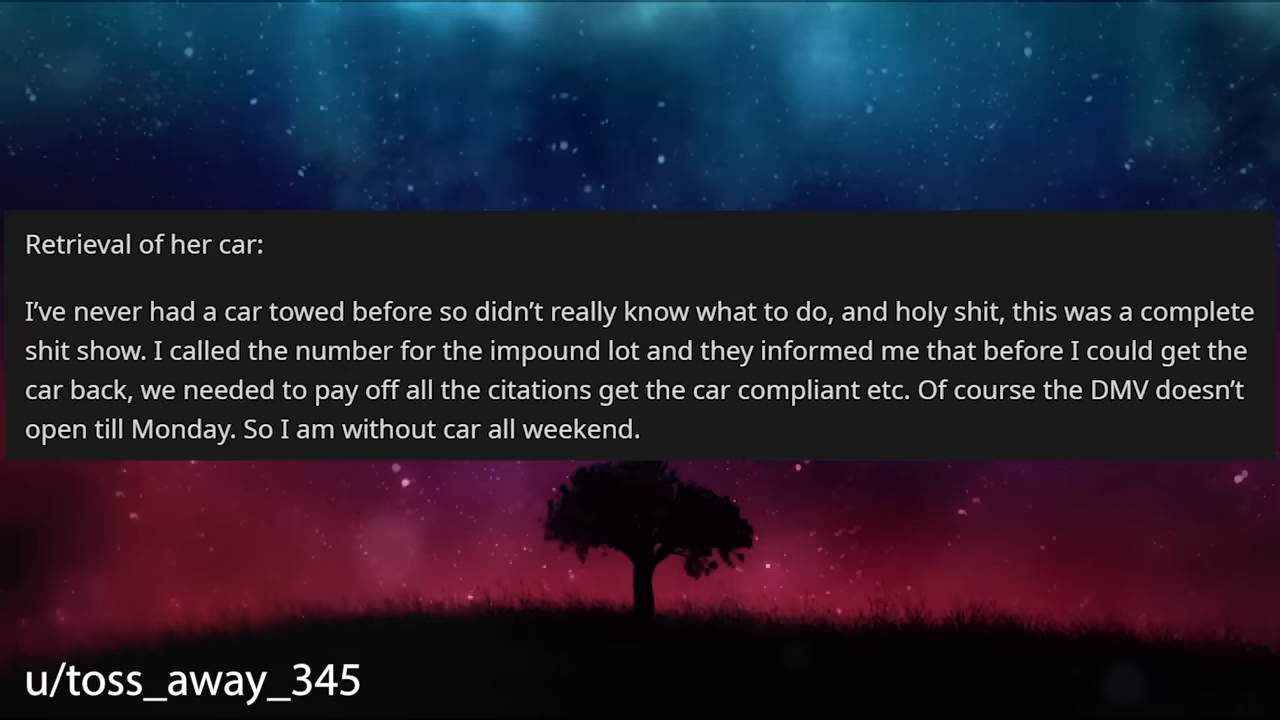 Retrieval of her car:
I’ve never had a car towed before so didn’t really know what to do, and holy shit, this was a complete
shit show. I called the number for the impound lot and they informed me that before I could get the
car back, we needed to pay off all the citations get the car compliant etc. Of course the DMV doesn’t
open till Monday. So I am without car all weekend.
u/toss_away_345